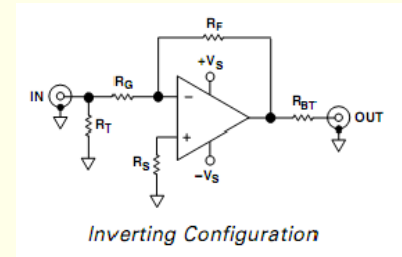 RF
+VS
RG
IN
−
RBT
OUT
RT
+
RS
−VS
Inverting Configuration